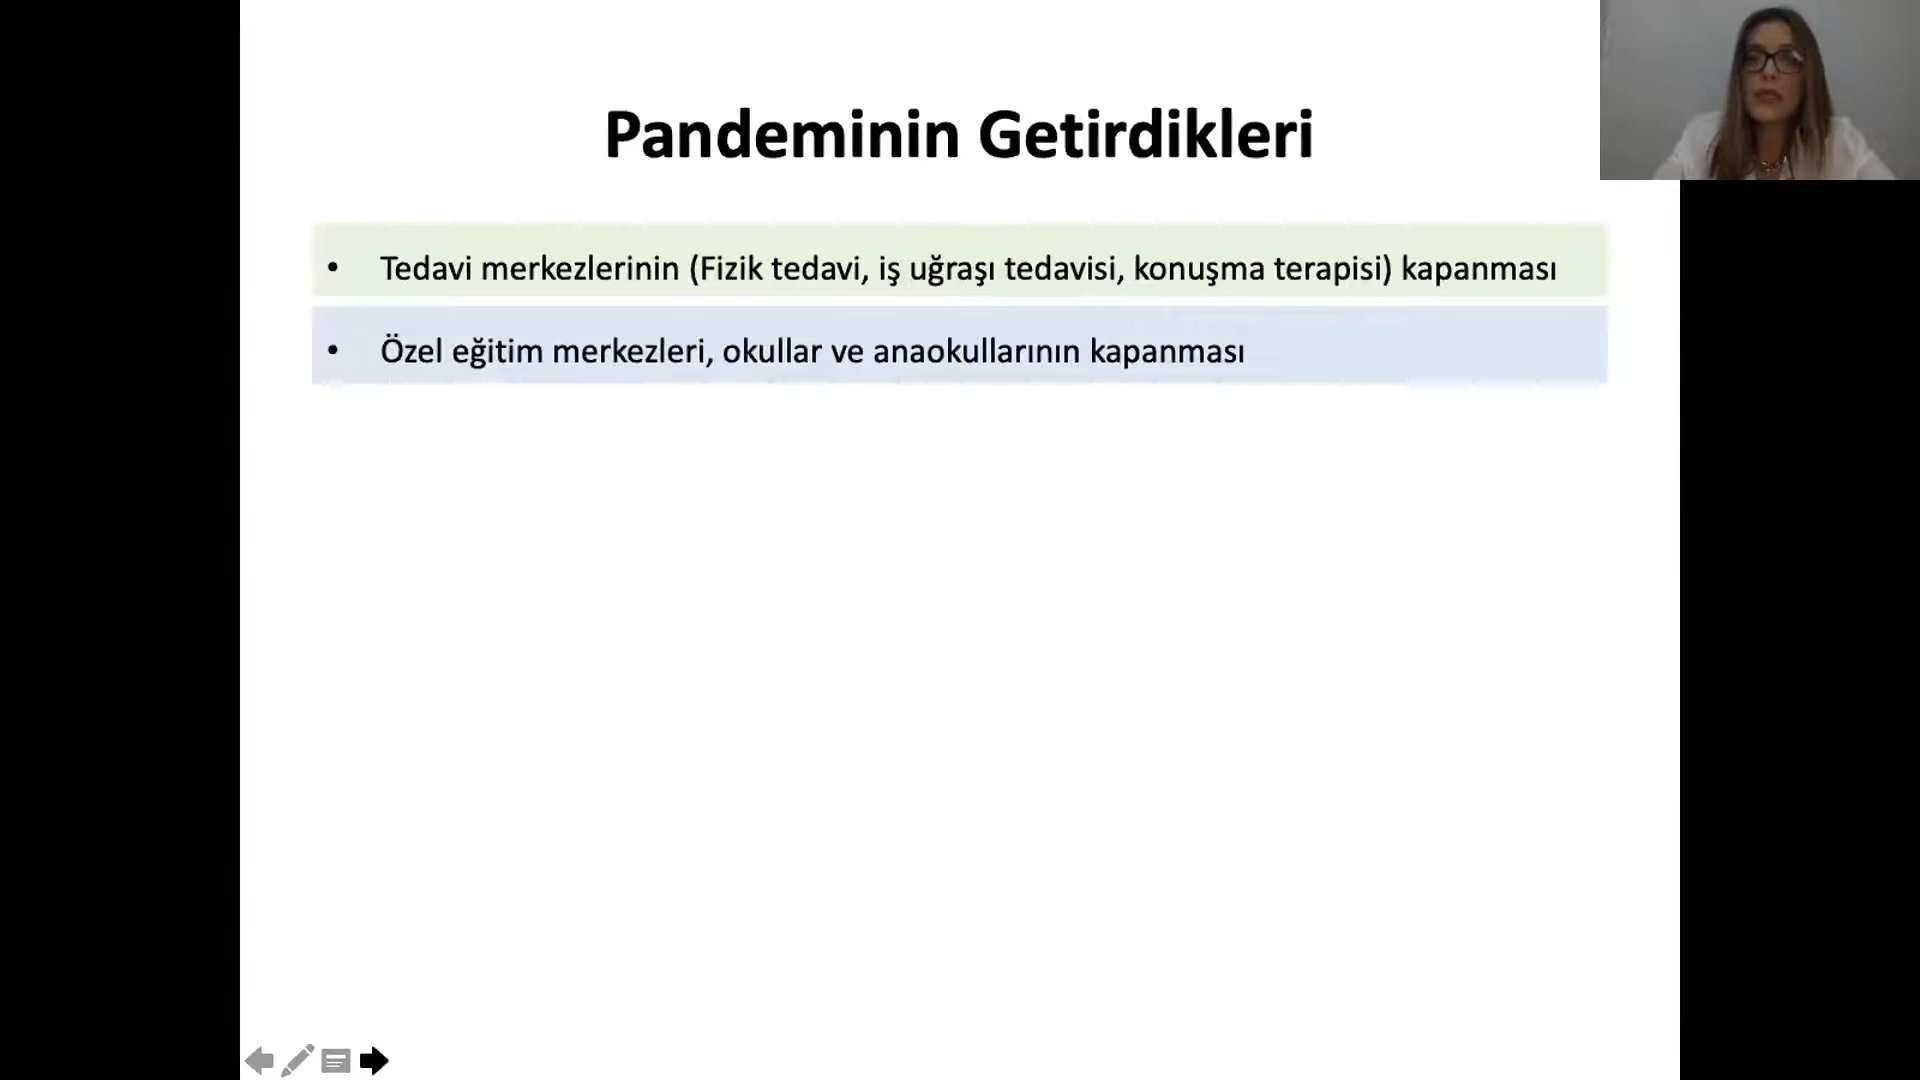 Pandeminin Getirdikleri
• Tedavi merkezlerinin (Fizik tedavi, iş uğraşı tedavisi, konuşma terapisi) kapanması
• Özel eğitim merkezleri, okullar ve anaokullarının kapanması